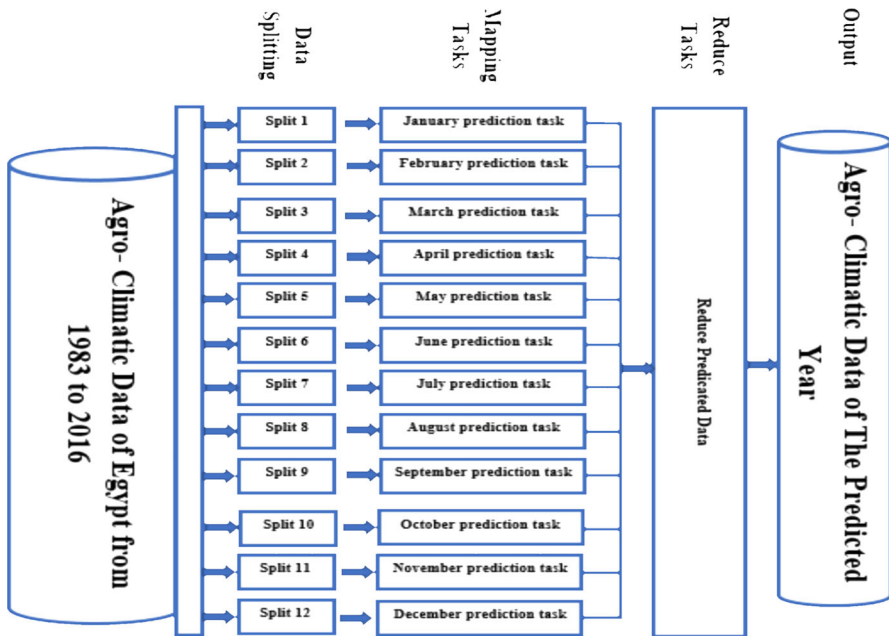 Data
Splitting
Mapping
Tasks
Reduce
Tasks
Output
Agro- Climatic Data of Egypt from
1983 to 2016
Split 1
January prediction task
Split 2
February prediction task
Split 3
March prediction task
Split 4
April prediction task
Split 5
May prediction task
Split 6
June prediction task
Split 7
July prediction task
Split 8
August prediction task
Split 9
September prediction task
Split 10
October prediction task
Split 11
November prediction task
Split 12
December prediction task
Reduce Predicated Data
Agro- Climatic Data of The Predicted
Year